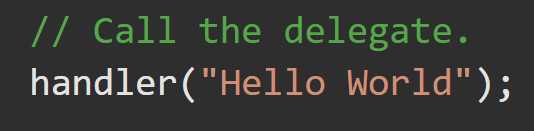 // Call the delegate.
handler("Hello World");